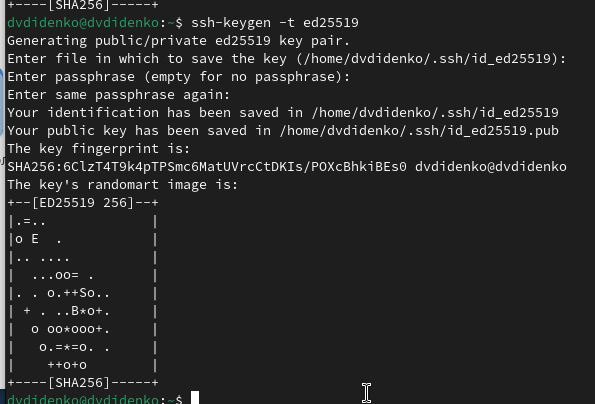 +----[SHA256]-----+
dvdidenko@dvdidenko:~$ ssh-keygen -t ed25519
Generating public/private ed25519 key pair.
Enter file in which to save the key (/home/dvdidenko/.ssh/id_ed25519):
Enter passphrase (empty for no passphrase):
Enter same passphrase again:
Your identification has been saved in /home/dvdidenko/.ssh/id_ed25519
Your public key has been saved in /home/dvdidenko/.ssh/id_ed25519.pub
The key fingerprint is:
SHA256:6ClzT4T9k4pTPSmc6MatUVrcCtDKIs/POXcBhkiBEs0 dvdidenko@dvdidenko
The key's randomart image is:
+--[ED25519 256]--+
|.=..             |
|o E  .           |
|.. ....          |
|  ...oo= .       |
|. . o.++So..     |
| + . ..B*o+.     |
|  o oo*ooo+.     |
|   o.=*=o. .     |
|    ++o+o        |
+----[SHA256]-----+
dvdidenko@dvdidenko:~$